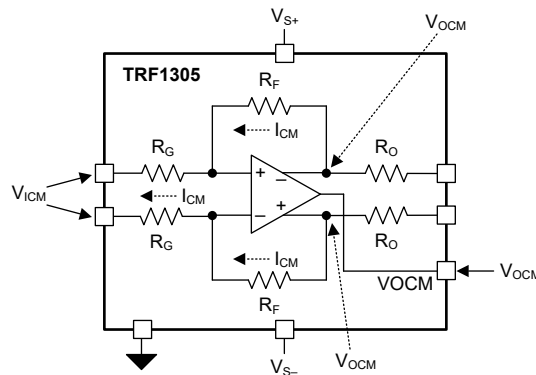 VS+
VOCM
TRF1305
RF
ICM
RG
RO
VICM
ICM
RG
RO
ICM
RF
VOCM
VOCM
VS–
VOCM
+
–
–
+